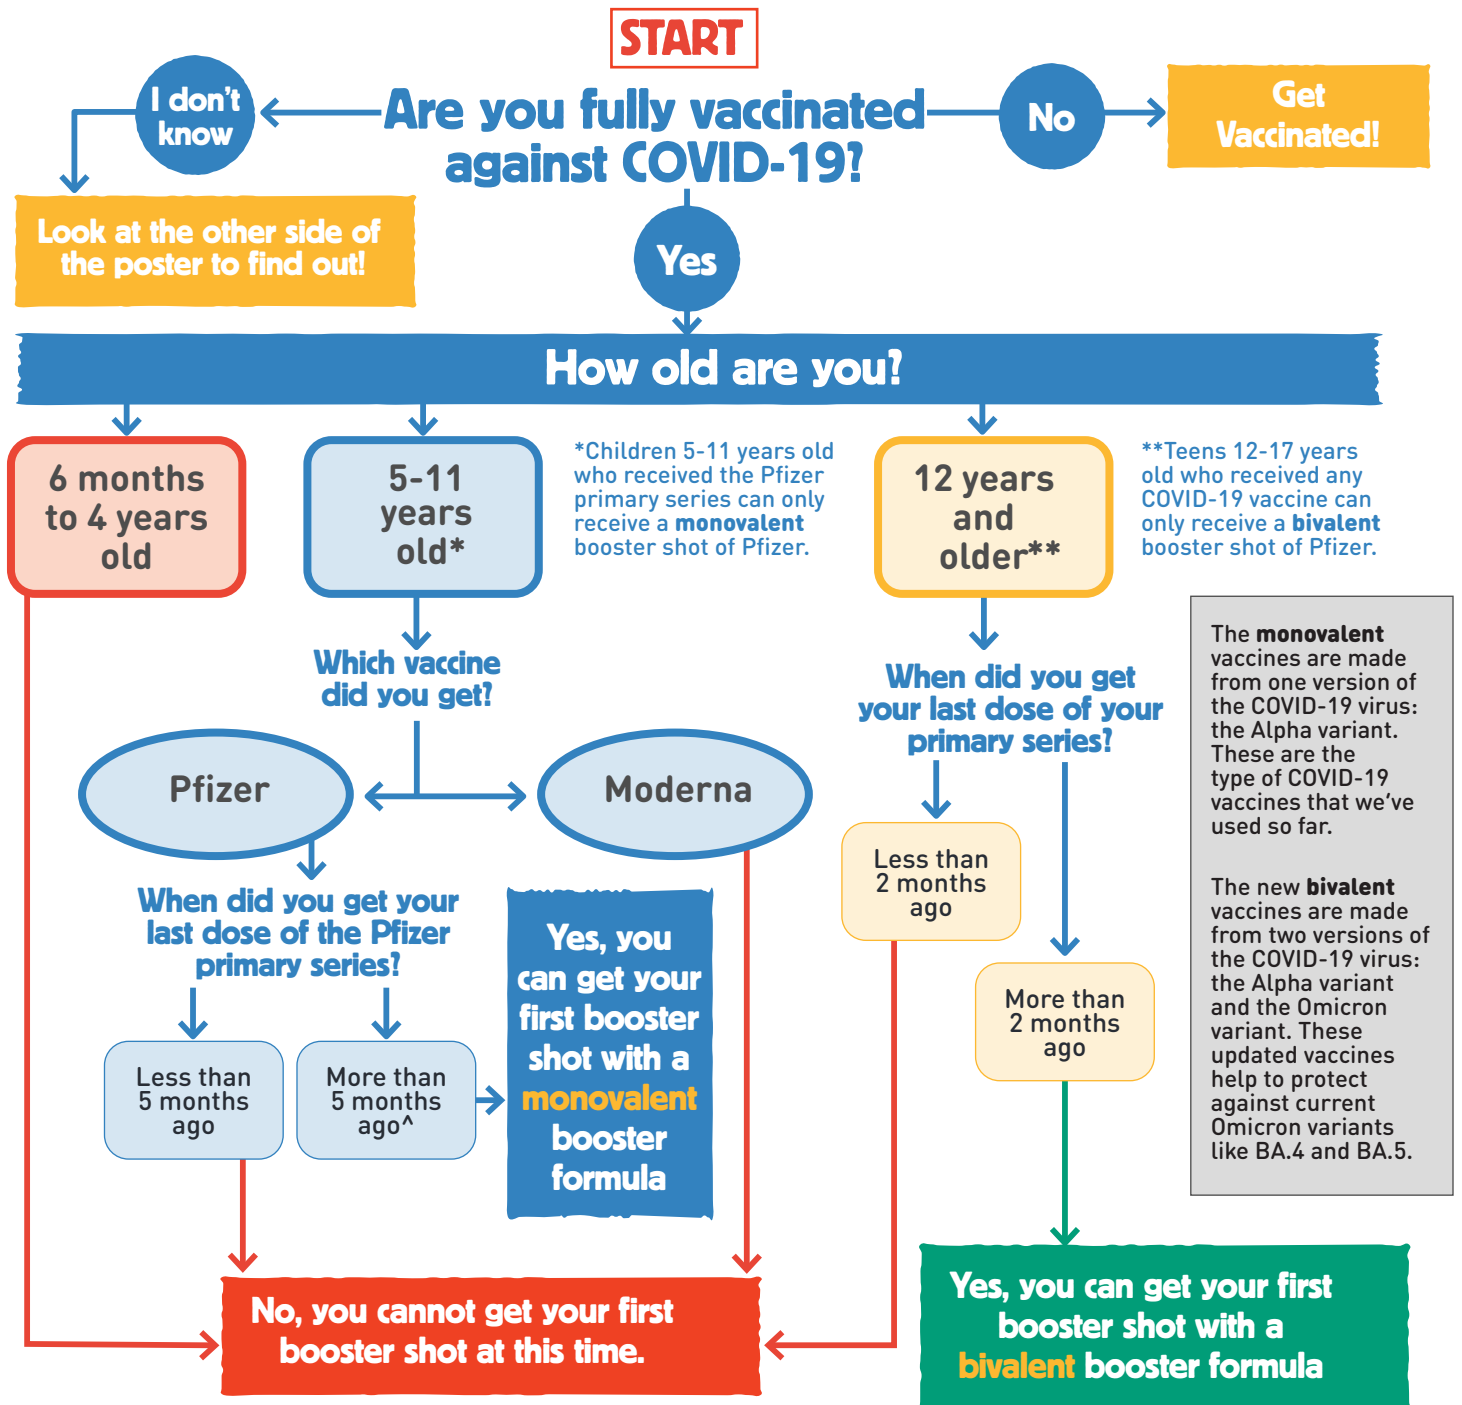 START
I don't
know
Are you fully vaccinated
against COVID-19?
No
Get
Vaccinated!
Look at the other side of
the poster to find out!
Yes
How old are you?
6 months
to 4 years
old
5-11
years
old*
*Children 5-11 years old
who received the Pfizer
primary series can only
receive a monovalent
booster shot of Pfizer.
12 years
and
older**
**Teens 12-17 years
old who received any
COVID-19 vaccine can
only receive a bivalent
booster shot of Pfizer.
Which vaccine
did you get?
Pfizer
Moderna
When did you get your
last dose of the Pfizer
primary series?
Less than
5 months
ago
More than
5 months
ago^
Yes, you
can get your
first booster
shot with a
monovalent
booster
formula
When did you get
your last dose of your
primary series?
Less than
2 months
ago
More than
2 months
ago
The monovalent
vaccines are made
from one version of
the COVID-19 virus:
the Alpha variant.
These are the
type of COVID-19
vaccines that we've
used so far.
The new bivalent
vaccines are made
from two versions of
the COVID-19 virus:
the Alpha variant
and the Omicron
variant. These
updated vaccines
help to protect
against current
Omicron variants
like BA.4 and BA.5.
No, you cannot get your first
booster shot at this time.
Yes, you can get your first
booster shot with a
bivalent booster formula